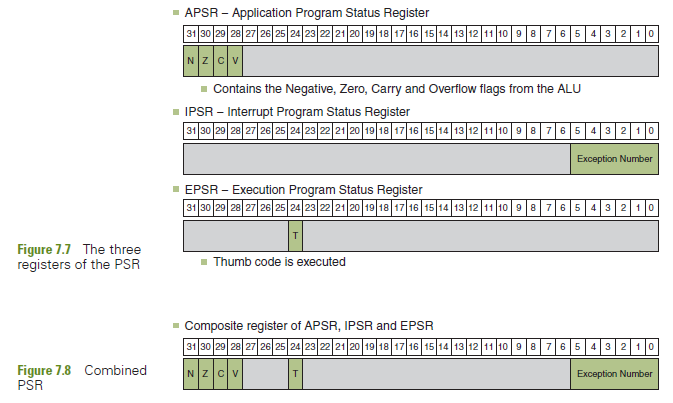 APSR – Application Program Status Register
31 30 29 28 27 26 25 24 23 22 21 20 19 18 17 16 15 14 13 12 11 10 9 8 7 6 5 4 3 2 1 0
N Z C V
Contains the Negative, Zero, Carry and Overflow flags from the ALU
IPSR – Interrupt Program Status Register
31 30 29 28 27 26 25 24 23 22 21 20 19 18 17 16 15 14 13 12 11 10 9 8 7 6 5 4 3 2 1 0
Exception Number
EPSR – Execution Program Status Register
31 30 29 28 27 26 25 24 23 22 21 20 19 18 17 16 15 14 13 12 11 10 9 8 7 6 5 4 3 2 1 0
T
Thumb code is executed
Figure 7.7 The three
registers of the PSR
Composite register of APSR, IPSR and EPSR
31 30 29 28 27 26 25 24 23 22 21 20 19 18 17 16 15 14 13 12 11 10 9 8 7 6 5 4 3 2 1 0
N Z C V T Exception Number
Figure 7.8 Combined
PSR